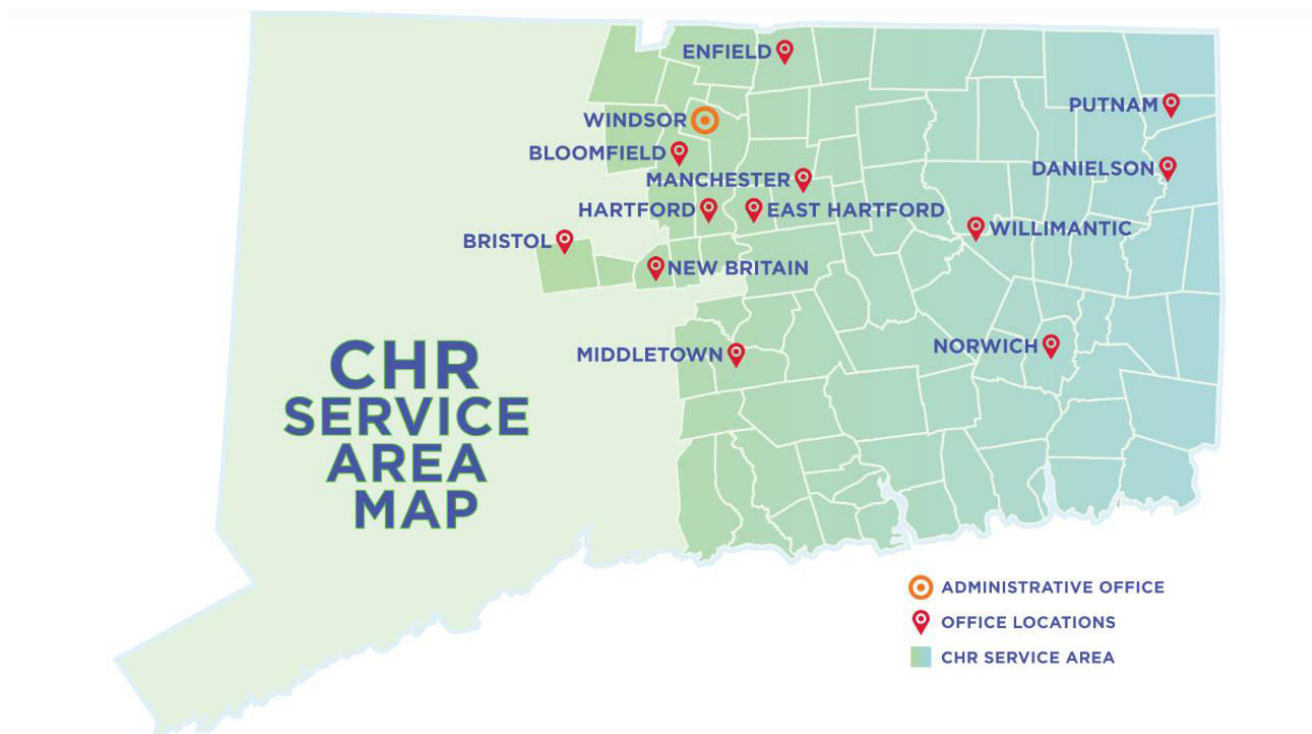 ENFIELD
PUTNAM
WINDSOR
BLOOMFIELD
DANIELSON
MANCHESTER
HARTFORD
EAST HARTFORD
WILLIMANTIC
BRISTOL
NEW BRITAIN
NORWICH
MIDDLETOWN
CHR
SERVICE
AREA
MAP
ADMINISTRATIVE OFFICE
OFFICE LOCATIONS
CHR SERVICE AREA